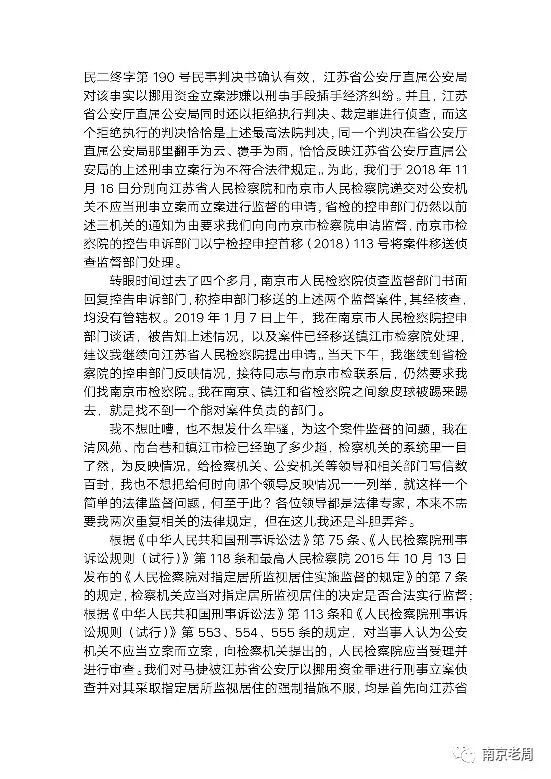 民二终字第 190 号民事判决书确认有效，江苏省公安厅直属公安局
对该事实以挪用资金立案涉嫌以刑事手段插手经济纠纷。并且，江苏
省公安厅直属公安局同时还以拒绝执行判决、裁定罪进行侦查，而这
个拒绝执行的判决恰恰是上述最高法院判决，同一个判决在省公安厅
直属公安局那里翻手为云、覆手为雨，恰恰反映江苏省公安厅直属公
安局的上述刑事立案行为不符合法律规定。为此，我们于 2018 年 11
月 16 日分别向江苏省人民检察院和南京市人民检察院递交对公安机
关不应当刑事立案而立案进行监督的申请，省检的控申部门仍然以前
述三机关的通知为由要求我们向向南京市检察院申请监督，南京市检
察院的控告申诉部门以宁检控申控首移（2018）113 号将案件移送侦
查监督部门处理。
转眼时间过去了四个多月，南京市人民检察院侦查监督部门书面
回复控告申诉部门，称控申部门移送的上述两个监督案件，其经核查，
均没有管辖权。2019 年 1 月 7 日上午，我在南京市人民检察院控申
部门谈话，被告知上述情况，以及案件已经移送镇江市检察院处理，
建议我继续向江苏省人民检察院提出申请。当天下午，我继续到省检
察院的控申部门反映情况，接待同志与南京市检联系后，仍然要求我
们找南京市检察院。我在南京、镇江和省检察院之间象皮球被踢来踢
去，就是找不到一个能对案件负责的部门。
我不想吐嘈，也不想发什么牢骚，为这个案件监督的问题，我在
清风苑、南台巷和镇江市检已经跑了多少趟，检察机关的系统里一目
了然，为反映情况，给检察机关、公安机关等领导和相关部门写信数
百封，我也不想把给何时向哪个领导反映情况一一列举，就这样一个
简单的法律监督问题，何至于此？各位领导都是法律专家，本来不需
要我两次重复相关的法律规定，但在这儿我还是斗胆弄斧。
根据《中华人民共和国刑事诉讼法》第 75 条、《人民检察院刑事
诉讼规则（试行）》第 118 条和最高人民检察院 2015 年 10 月 13 日
发布的《人民检察院对指定居所监视居住实施监督的规定》的第 7 条
的规定，检察机关应当对指定居所监视居住的决定是否合法实行监督；
根据《中华人民共和国刑事诉讼法》第 113 条和《人民检察院刑事诉
讼规则（试行）》第 553、554、555 条的规定，对当事人认为公安
机关不应当立案而立案，向检察机关提出的，人民检察院应当受理并
进行审查。我们对马捷被江苏省公安厅以挪用资金罪进行刑事立案侦
查并对其采取指定居所监视居住的强制措施不服，均是首先向江苏省
南京老周